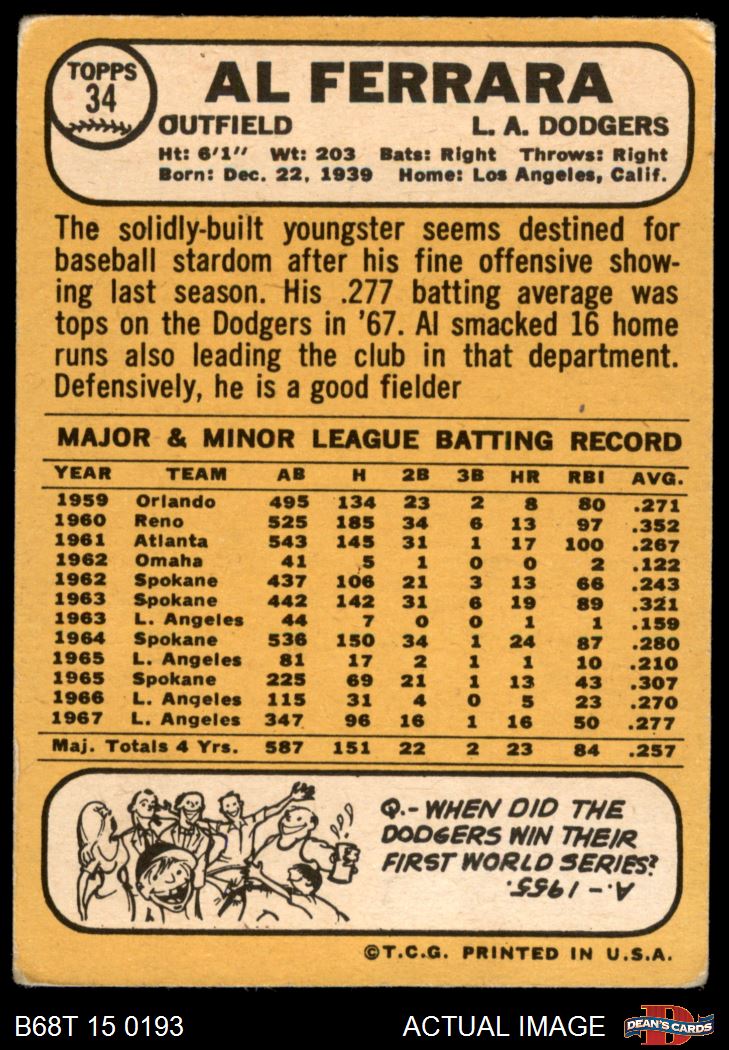 TOPPS
34
AL FERRARA
OUTFIELD L. A. DODGERS
Ht: 6'1" Wt: 203 Bats: Right Throws: Right
Born: Dec. 22, 1939 Home: Los Angeles, Calif.
The solidly-built youngster seems destined for
baseball stardom after his fine offensive show-
ing last season. His .277 batting average was
tops on the Dodgers in '67. Al smacked 16 home
runs also leading the club in that department.
Defensively, he is a good fielder
MAJOR & MINOR LEAGUE BATTING RECORD
YEAR TEAM AB H 2B 3B HR RBI AVG.
1959 Orlando 495 134 23 2 8 80 .271
1960 Reno 525 185 34 6 13 97 .352
1961 Atlanta 543 145 31 1 17 100 .267
1962 Omaha 41 5 1 0 0 2 .122
1962 Spokane 437 106 21 3 13 66 .243
1963 Spokane 442 142 31 6 19 89 .321
1963 L. Angeles 44 7 0 0 1 1 .159
1964 Spokane 536 150 34 1 24 87 .280
1965 L. Angeles 81 17 2 1 1 10 .210
1965 Spokane 225 69 21 1 13 43 .307
1966 L. Angeles 115 31 4 0 5 23 .270
1967 L. Angeles 347 96 16 1 16 50 .277
Maj. Totals 4 Yrs. 587 151 22 2 23 84 .257
Q.- WHEN DID THE
DODGERS WIN THEIR
FIRST WORLD SERIES?
A.- 1955.
©T.C.G. PRINTED IN U.S.A.
B68T 15 0193 ACTUAL IMAGE
DEAN'S CARDS